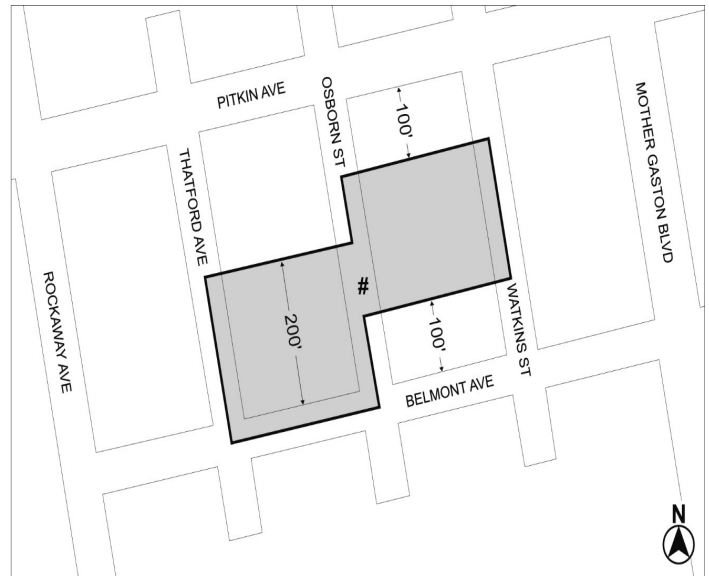 PITKIN AVE
OSBORN ST
100'
MOTHER GASTON BLVD
THATFORD AVE
ROCKAWAY AVE
#
200'
100'
WATKINS ST
BELMONT AVE
N